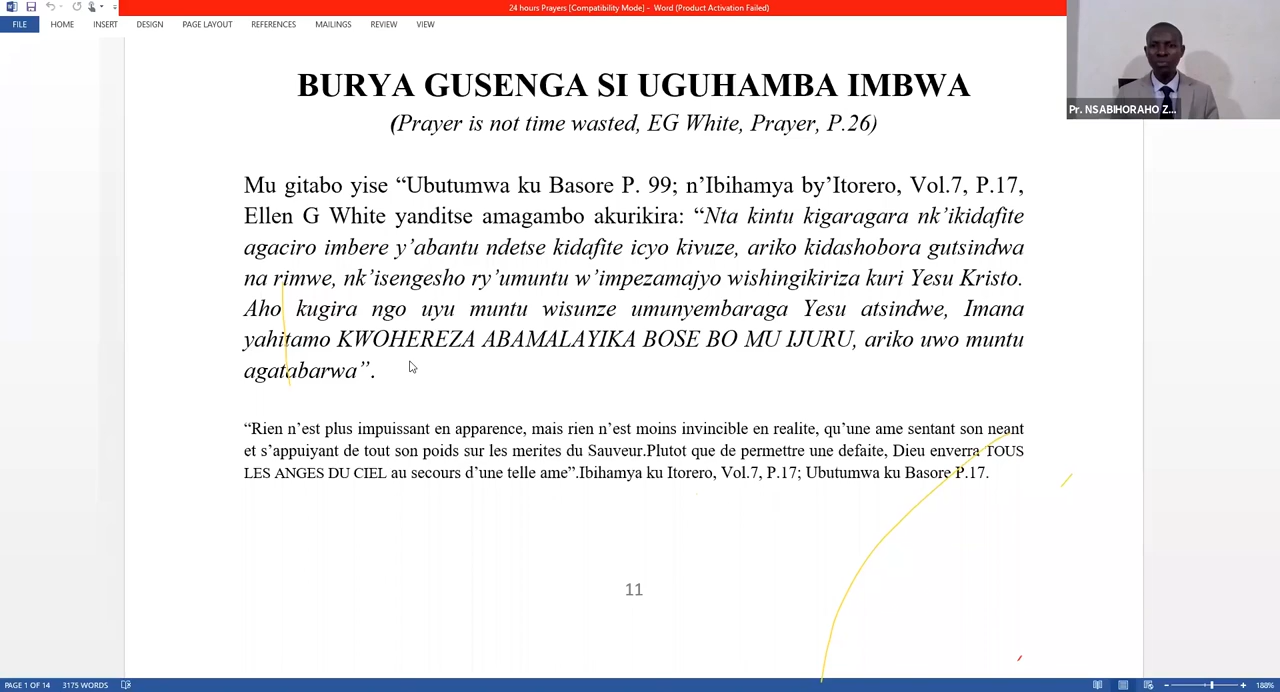 24 hours Prayers [Compatibility Mode] - Word (Product Activation Failed)
FILE HOME INSERT DESIGN PAGE LAYOUT REFERENCES MAILINGS REVIEW VIEW
Pr. NSABIHORAHO Z...
BURYA GUSENGA SI UGUHAMBA IMBWA
(Prayer is not time wasted, EG White, Prayer, P.26)
Mu gitabo yise “Ubutumwa ku Basore P. 99; n’Ibihamya by’Itorero, Vol.7, P.17,
Ellen G White yanditse amagambo akurikira: “Nta kintu kigaragara nk’ikidafite
agaciro imbere y’abantu ndetse kidafite icyo kivuze, ariko kidashobora gutsindwa
na rimwe, nk’isengesho ry’umuntu w’impezamajyo wishingikiriza kuri Yesu Kristo.
Aho kugira ngo uyu muntu wisunze umunyembaraga Yesu atsindwe, Imana
yahitamo KWOHEREZA ABAMALAYIKA BOSE BO MU IJURU, ariko uwo muntu
agatabarwa”.
“Rien n’est plus impuissant en apparence, mais rien n’est moins invincible en realite, qu’une ame sentant son neant
et s’appuiyant de tout son poids sur les merites du Sauveur.Plutot que de permettre une defaite, Dieu enverra TOUS
LES ANGES DU CIEL au secours d’une telle ame”.Ibihamya ku Itorero, Vol.7, P.17; Ubutumwa ku Basore P.17.
11
PAGE 1 OF 14 3175 WORDS 188%